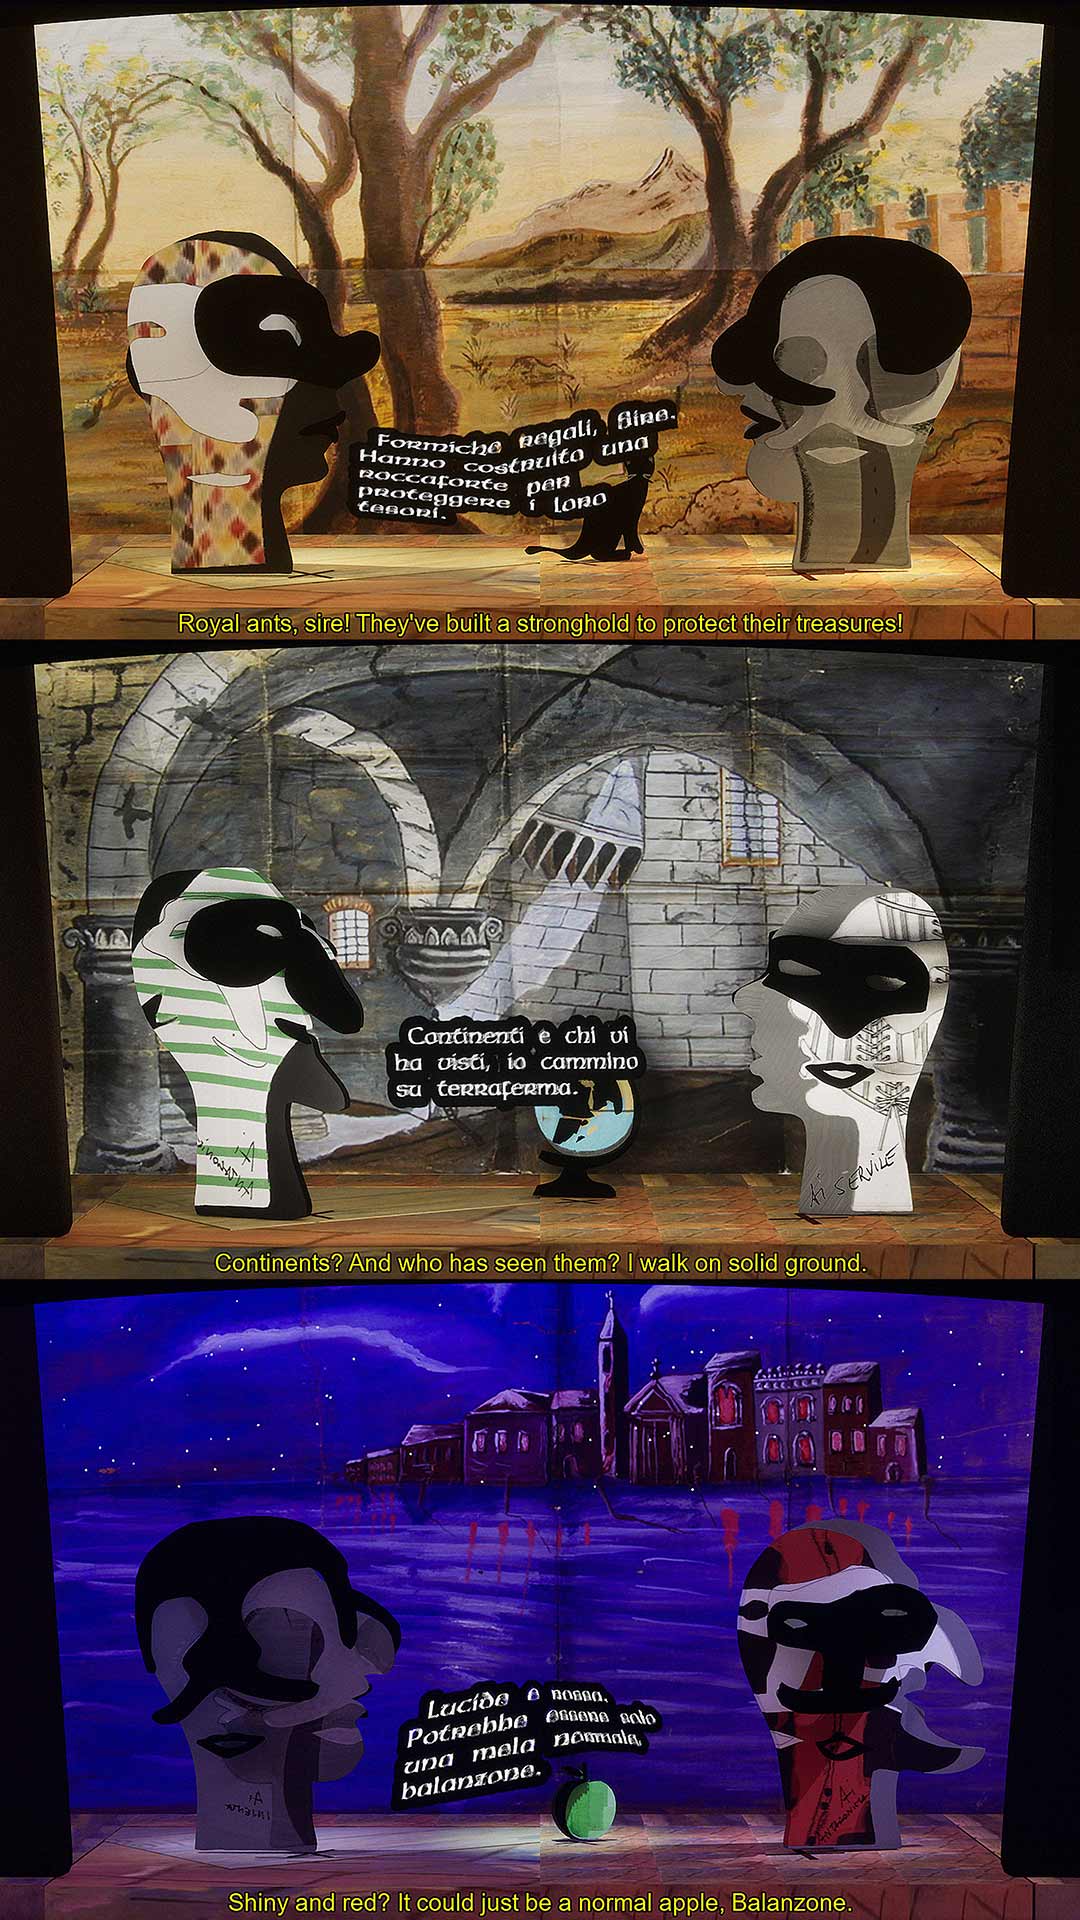 Formiche regali, Sire.
Hanno costruito una
roccaforte per
proteggere i loro
tesori.
Royal ants, sire! They've built a stronghold to protect their treasures!
Continenti e chi vi
ha visti, io cammino
su terraferma.
Ai SERVILE
Continents? And who has seen them? I walk on solid ground.
Lucida e rossa.
Potrebbe essere solo
una mela normale,
balanzone.
Ai
Ai
Shiny and red? It could just be a normal apple, Balanzone.